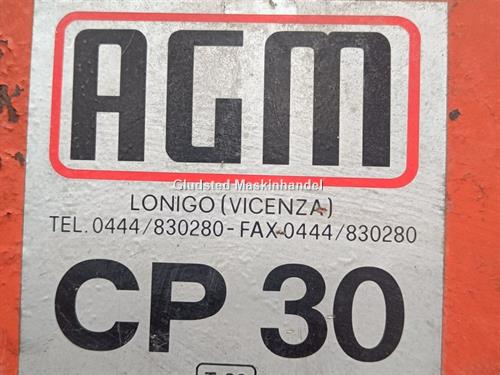 AGM
Gludsted Maskinhandel
LONIGO (VICENZA)
TEL. 0444/830280 - FAX 0444/830280
CP 30